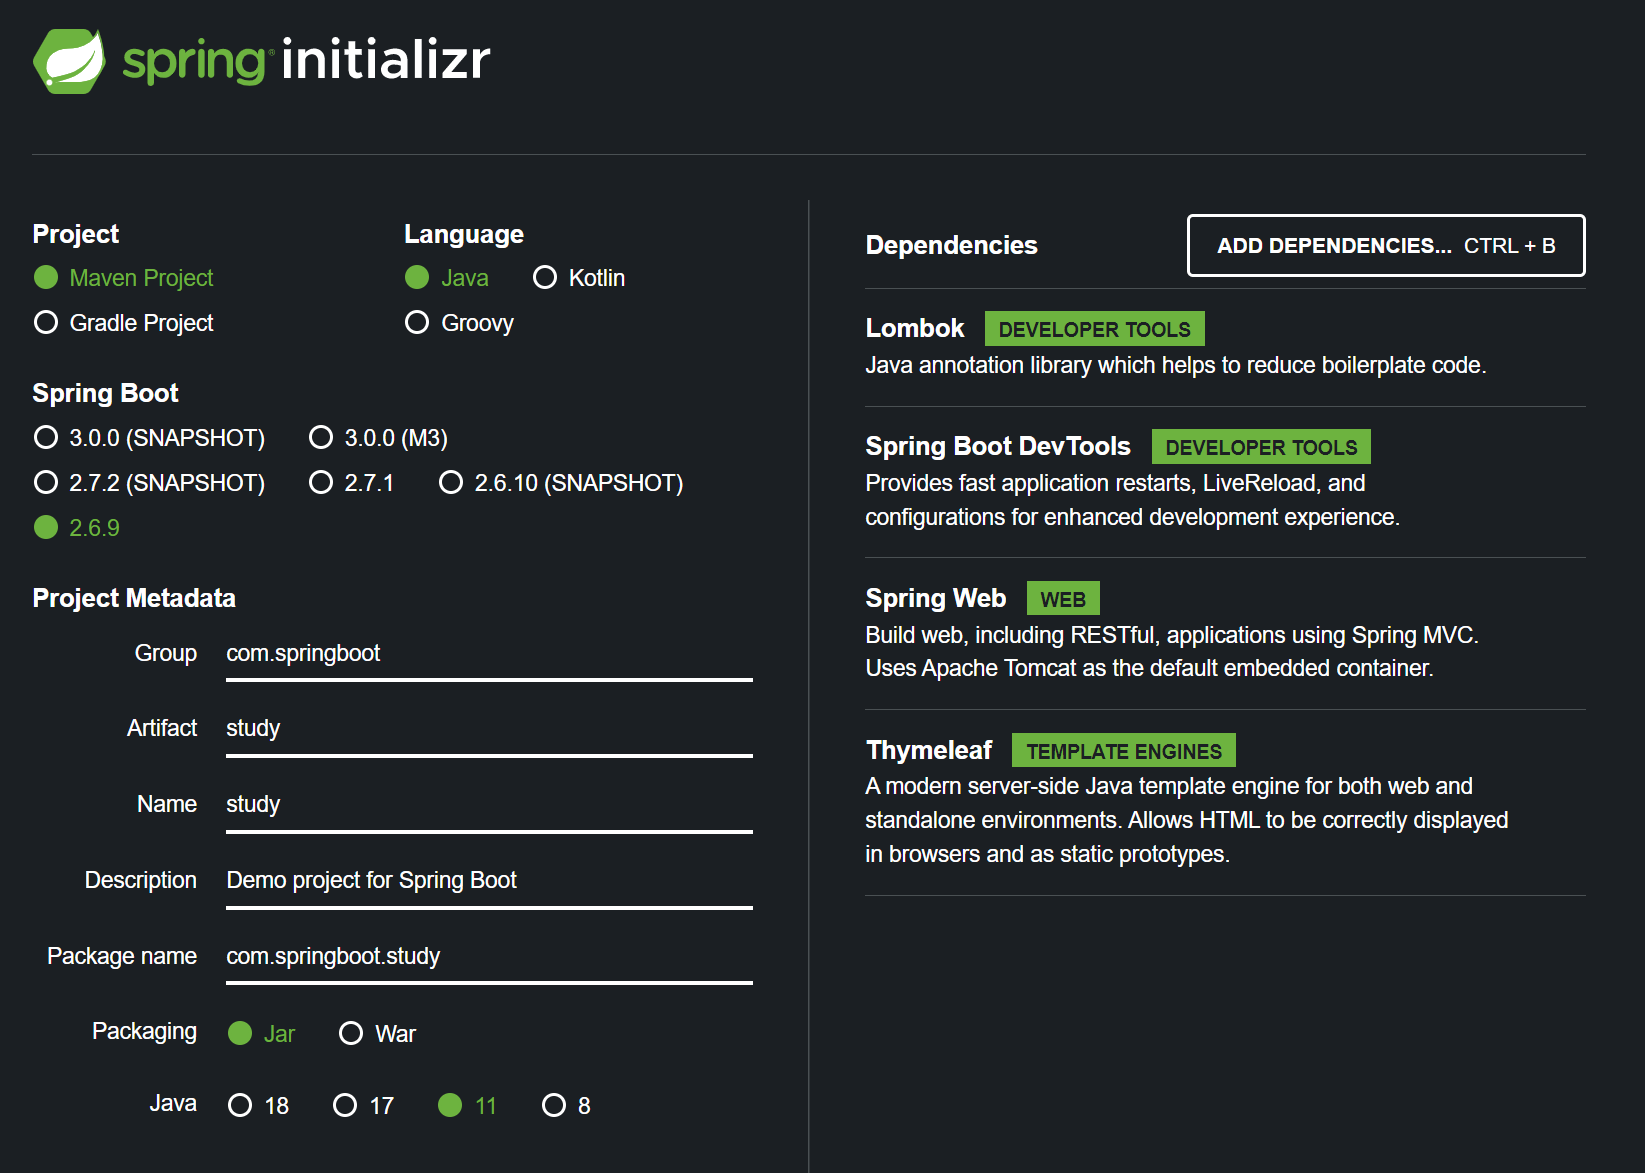 spring initializr
Project
Maven Project
Gradle Project
Language
Java Kotlin
Groovy
Spring Boot
3.0.0 (SNAPSHOT) 3.0.0 (M3)
2.7.2 (SNAPSHOT) 2.7.1 2.6.10 (SNAPSHOT)
2.6.9
Project Metadata
Group com.springboot
Artifact study
Name study
Description Demo project for Spring Boot
Package name com.springboot.study
Packaging Jar War
Java 18 17 11 8
Dependencies ADD DEPENDENCIES... CTRL + B
Lombok DEVELOPER TOOLS
Java annotation library which helps to reduce boilerplate code.
Spring Boot DevTools DEVELOPER TOOLS
Provides fast application restarts, LiveReload, and
configurations for enhanced development experience.
Spring Web WEB
Build web, including RESTful, applications using Spring MVC.
Uses Apache Tomcat as the default embedded container.
Thymeleaf TEMPLATE ENGINES
A modern server-side Java template engine for both web and
standalone environments. Allows HTML to be correctly displayed
in browsers and as static prototypes.